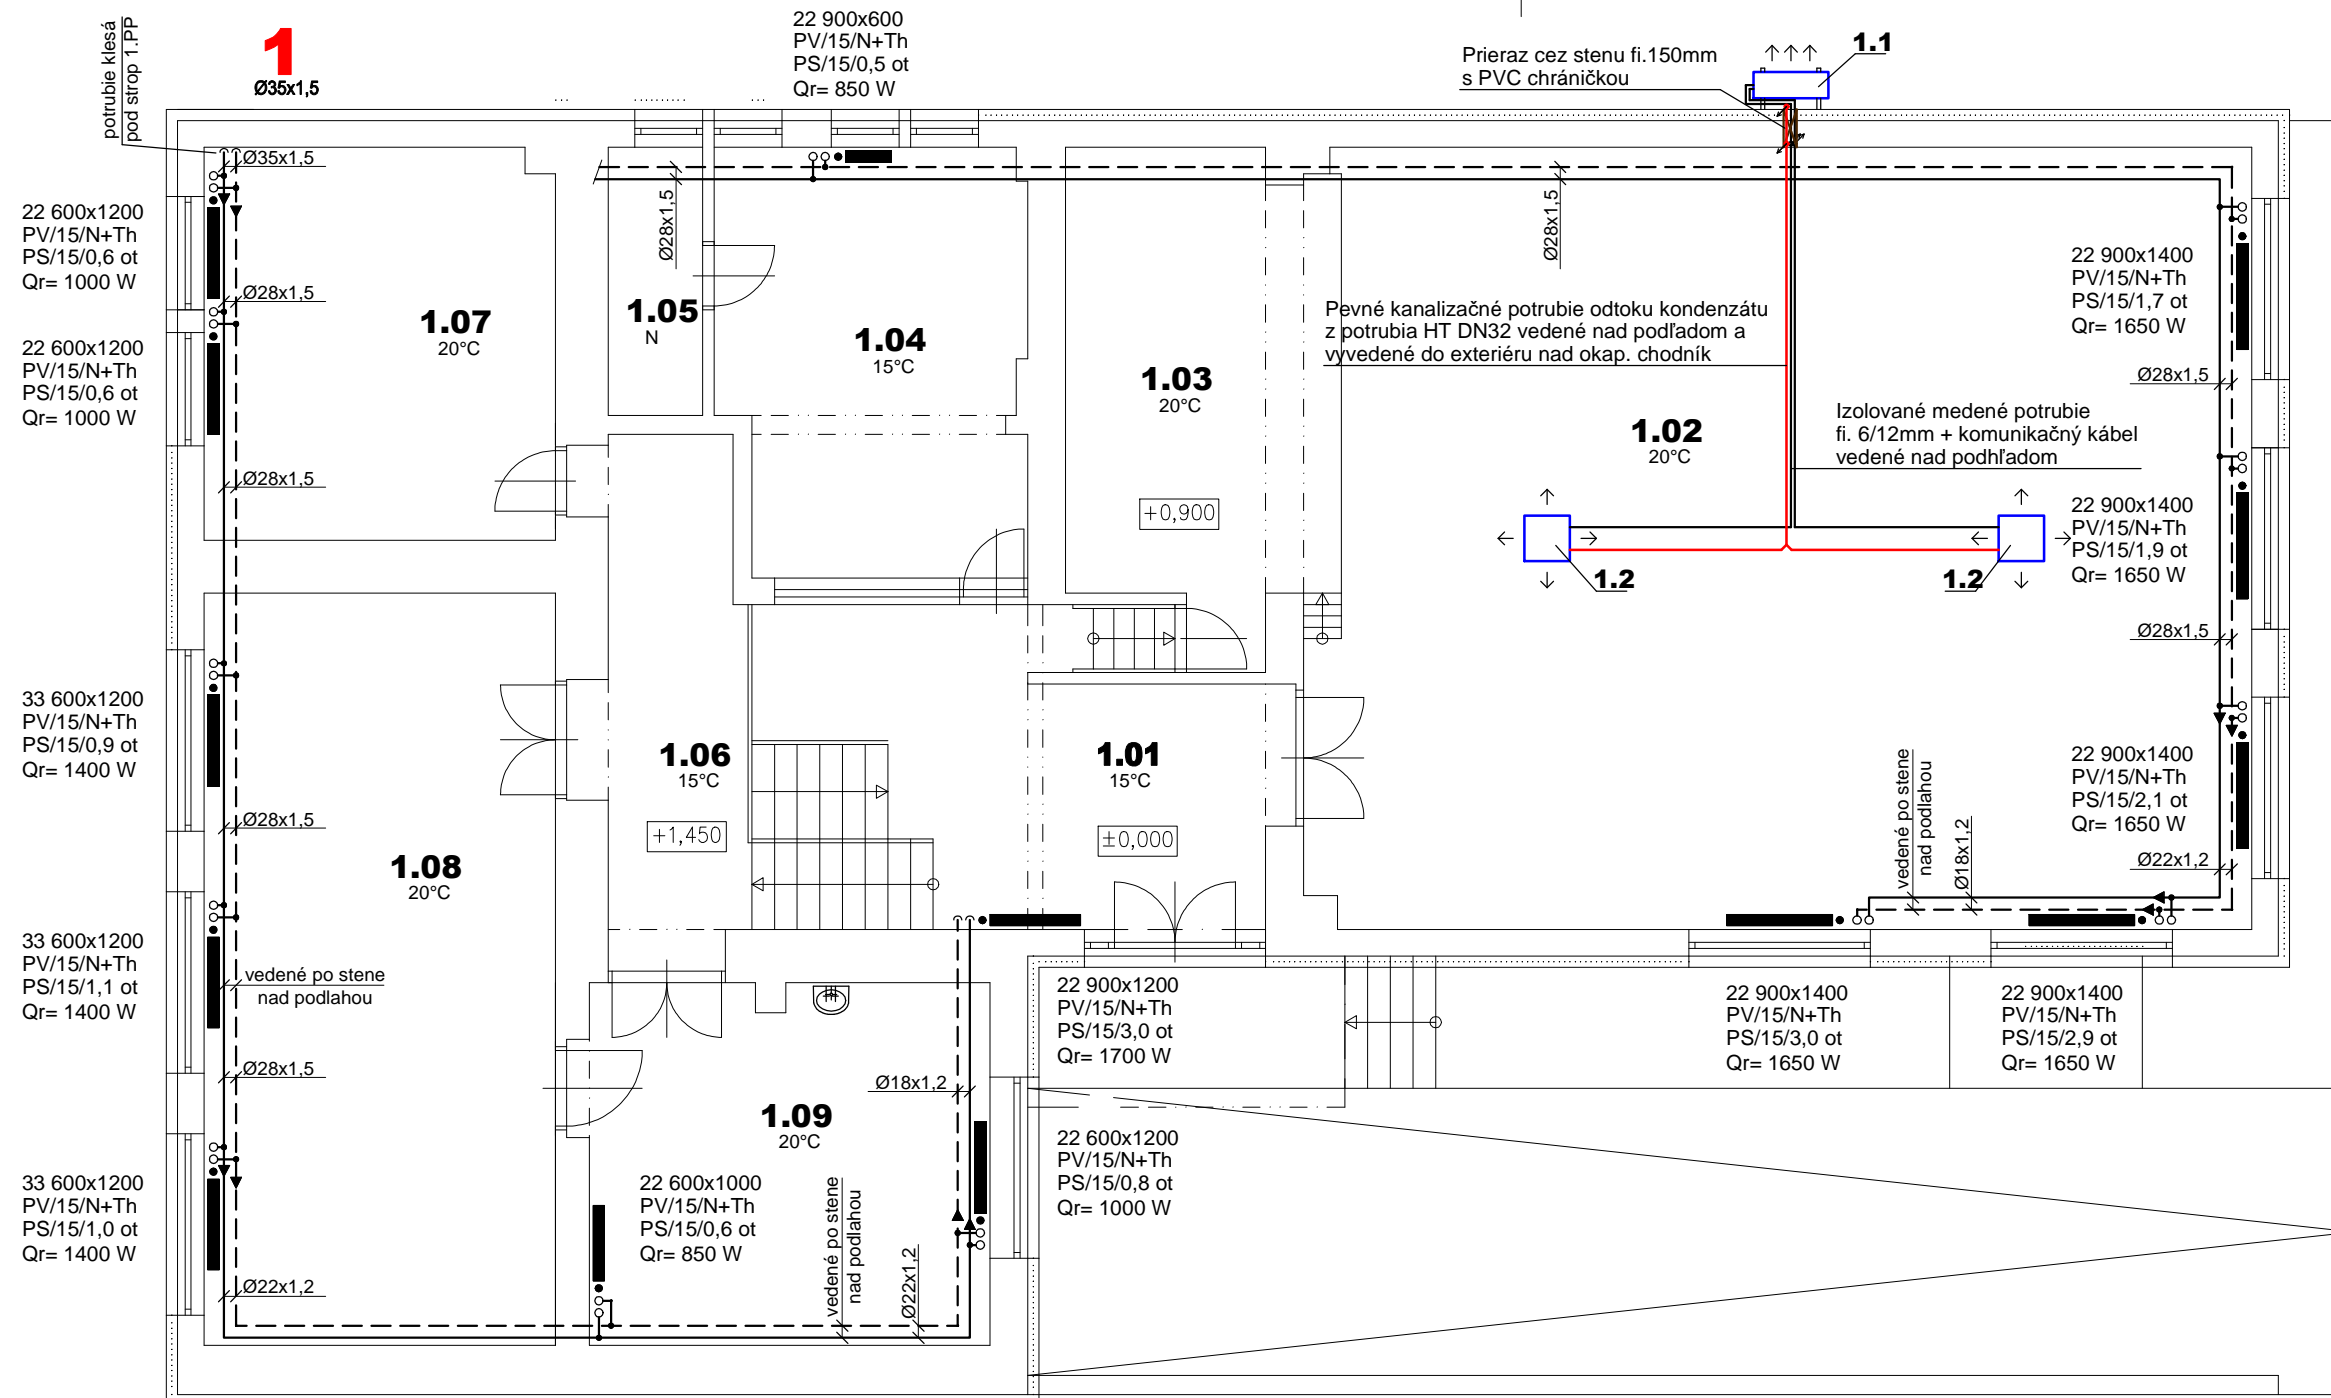 potrubie klesá
pod strop 1.PP
1
Ø35x1,5
22 900x600
PV/15/N+Th
PS/15/0,5 ot
Qr= 850 W
Prieraz cez stenu fi.150mm
s PVC chráničkou
1.1
Ø35x1,5
22 600x1200
PV/15/N+Th
PS/15/0,6 ot
Qr= 1000 W
Ø28x1,5
22 600x1200
PV/15/N+Th
PS/15/0,6 ot
Qr= 1000 W
Ø28x1,5
1.07
20°C
1.05
N
Ø28x1,5
1.04
15°C
1.03
20°C
+0,900
Ø28x1,5
Pevné kanalizačné potrubie odtoku kondenzátu
z potrubia HT DN32 vedené nad podľadom a
vyvedené do exteriéru nad okap. chodník
1.02
20°C
Izolované medené potrubie
fi. 6/12mm + komunikačný kábel
vedené nad podhľadom
22 900x1400
PV/15/N+Th
PS/15/1,7 ot
Qr= 1650 W
Ø28x1,5
22 900x1400
PV/15/N+Th
PS/15/1,9 ot
Qr= 1650 W
1.2
1.2
Ø28x1,5
33 600x1200
PV/15/N+Th
PS/15/0,9 ot
Qr= 1400 W
Ø28x1,5
1.06
15°C
+1,450
1.01
15°C
±0,000
22 900x1400
PV/15/N+Th
PS/15/2,1 ot
Qr= 1650 W
Ø22x1,2
vedené po stene
nad podlahou
Ø18x1,2
1.08
20°C
33 600x1200
PV/15/N+Th
PS/15/1,1 ot
Qr= 1400 W
vedené po stene
nad podlahou
Ø28x1,5
22 900x1200
PV/15/N+Th
PS/15/3,0 ot
Qr= 1700 W
22 900x1400
PV/15/N+Th
PS/15/3,0 ot
Qr= 1650 W
22 900x1400
PV/15/N+Th
PS/15/2,9 ot
Qr= 1650 W
Ø18x1,2
1.09
20°C
22 600x1200
PV/15/N+Th
PS/15/0,8 ot
Qr= 1000 W
33 600x1200
PV/15/N+Th
PS/15/1,0 ot
Qr= 1400 W
22 600x1000
PV/15/N+Th
PS/15/0,6 ot
Qr= 850 W
vedené po stene
nad podlahou
Ø22x1,2
Ø22x1,2